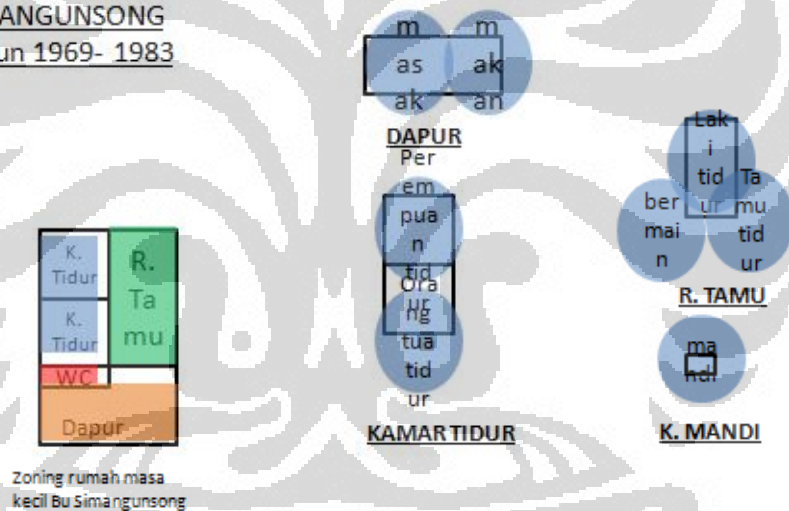 ANGUNSONG
un 1969- 1983
m
as
ak
m
ak
an
DAPUR
Per
em
pua
n
tid
ur
Ora
ng
tua
tid
ur
KAMAR TIDUR
Lak
i
tid
ur
ber
mai
n
Ta
mu
tid
ur
R. TAMU
ma
ndi
K. MANDI
K.
Tidur
K.
Tidur
R.
Ta
mu
WC
Dapur
Zoning rumah masa
kecil Bu Simangunsong